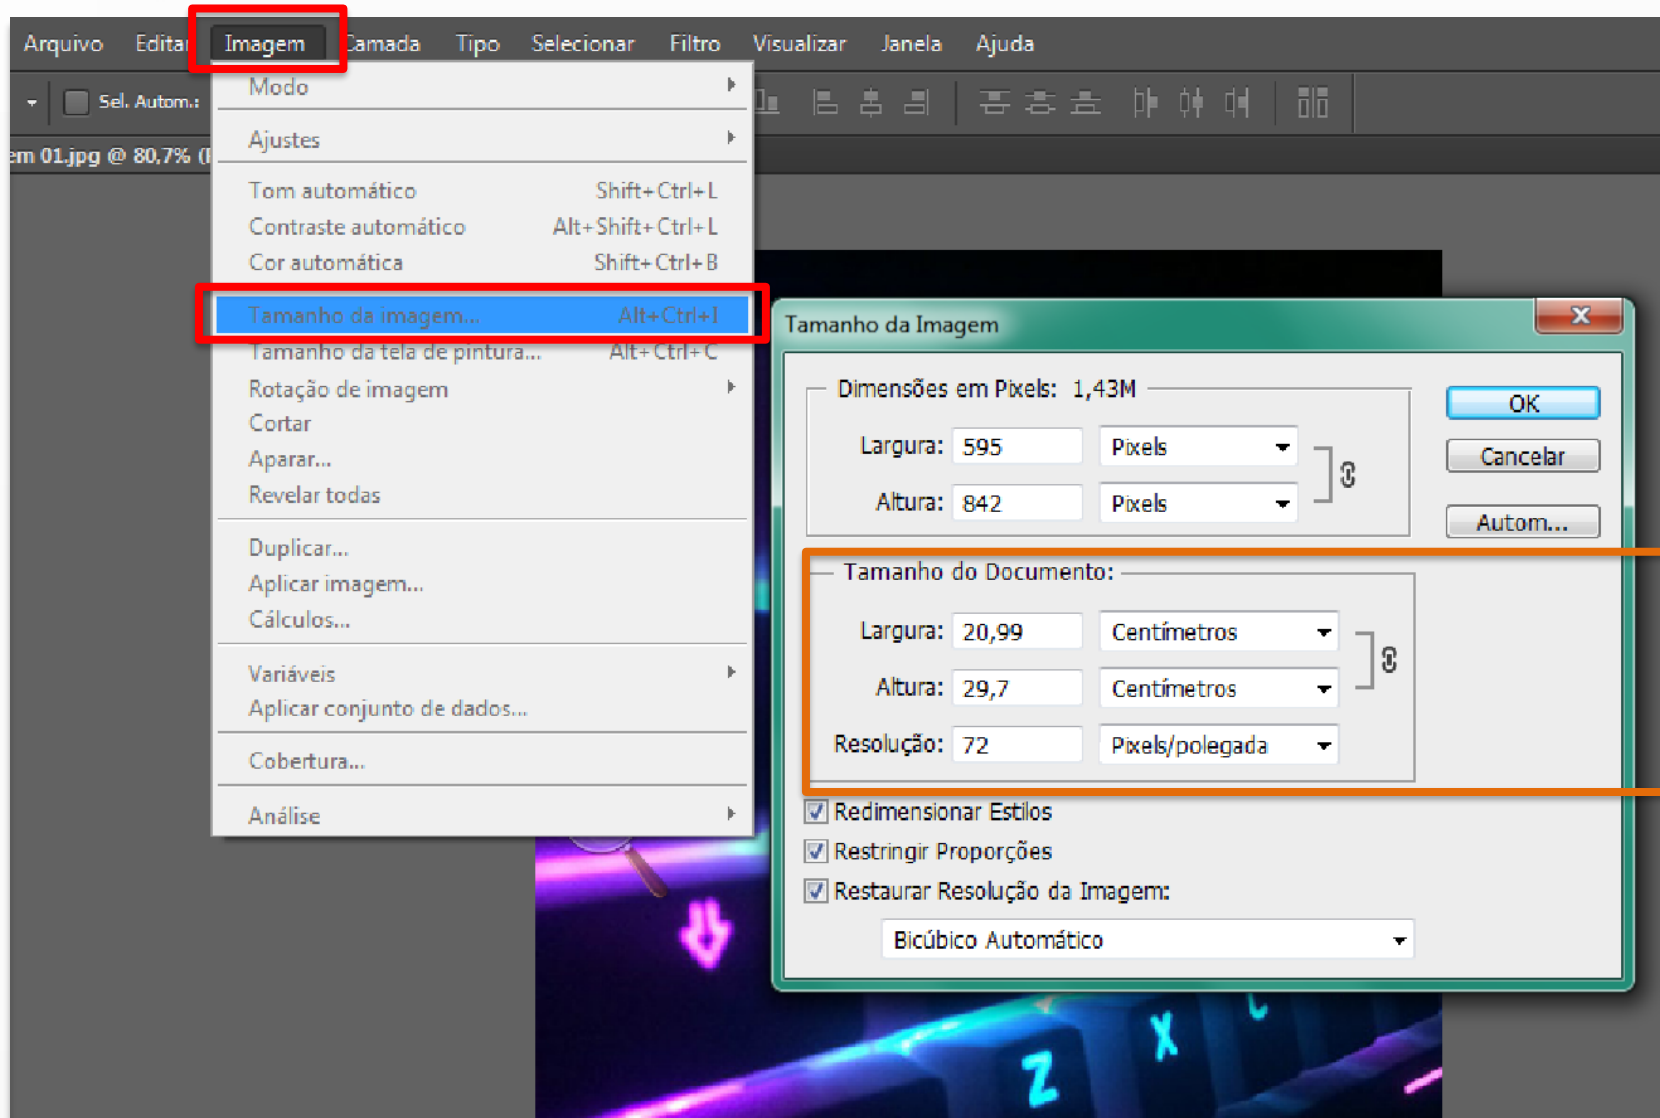 Arquivo Editar Imagem Camada Tipo Selecionar Filtro Visualizar Janela Ajuda
Sel. Autom.:
em 01.jpg @ 80,7% (
Modo
Ajustes
Tom automático Shift+Ctrl+L
Contraste automático Alt+Shift+Ctrl+L
Cor automática Shift+Ctrl+B
Tamanho da imagem... Alt+Ctrl+I
Tamanho da tela de pintura... Alt+Ctrl+C
Rotação de imagem
Cortar
Aparar...
Revelar todas
Duplicar...
Aplicar imagem...
Cálculos...
Variáveis
Aplicar conjunto de dados...
Cobertura...
Análise
Tamanho da Imagem
Dimensões em Pixels: 1,43M
Largura: 595 Pixels
Altura: 842 Pixels
OK
Cancelar
Autom...
Tamanho do Documento:
Largura: 20,99 Centímetros
Altura: 29,7 Centímetros
Resolução: 72 Pixels/polegada
Redimensionar Estilos
Restringir Proporções
Restaurar Resolução da Imagem:
Bicúbico Automático
Z X